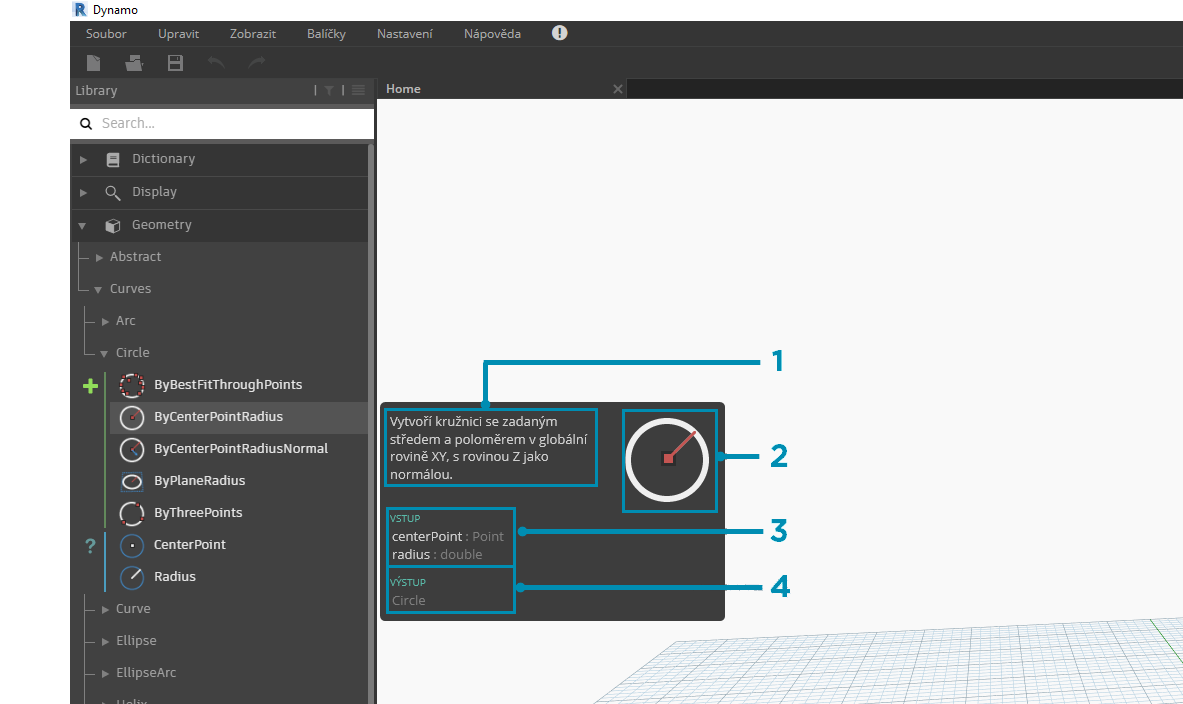 Dynamo
Soubor Upravit Zobrazit Balíčky Nastavení Nápověda
Library
Home
Search...
Dictionary
Display
Geometry
Abstract
Curves
Arc
Circle
ByBestFitThroughPoints
ByCenterPointRadius
ByCenterPointRadiusNormal
ByPlaneRadius
ByThreePoints
CenterPoint
Radius
Curve
Ellipse
EllipseArc
Helix
Vytvoří kružnici se zadaným
středem a poloměrem v globální
rovině XY, s rovinou Z jako
normálou.
VSTUP
centerPoint : Point
radius : double
VÝSTUP
Circle
1
2
3
4